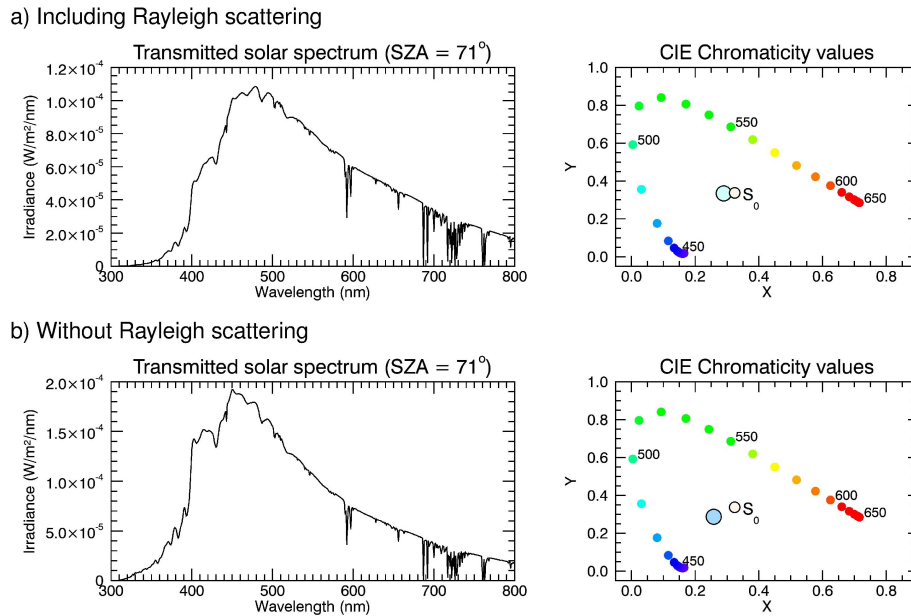 a) Including Rayleigh scattering
Transmitted solar spectrum (SZA = 71°)
1.2×10⁻⁴
1.0×10⁻⁴
8.0×10⁻⁵
6.0×10⁻⁵
4.0×10⁻⁵
2.0×10⁻⁵
0
Irradiance (W/m²/nm)
300 400 500 600 700 800
Wavelength (nm)
CIE Chromaticity values
1.0
0.8
0.6
0.4
0.2
0.0
Y
500
550
600
650
450
S₀
0.0 0.2 0.4 0.6 0.8
X
b) Without Rayleigh scattering
Transmitted solar spectrum (SZA = 71°)
2.0×10⁻⁴
1.5×10⁻⁴
1.0×10⁻⁴
5.0×10⁻⁵
0
Irradiance (W/m²/nm)
300 400 500 600 700 800
Wavelength (nm)
CIE Chromaticity values
1.0
0.8
0.6
0.4
0.2
0.0
Y
500
550
600
650
450
S₀
0.0 0.2 0.4 0.6 0.8
X